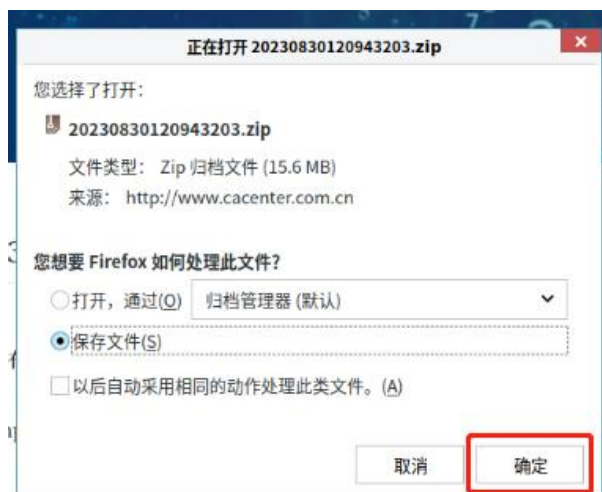 正在打开 20230830120943203.zip
您选择了打开：
20230830120943203.zip
文件类型： Zip 归档文件 (15.6 MB)
来源： http://www.cacenter.com.cn
您想要 Firefox 如何处理此文件？
打开，通过(O) 归档管理器 (默认)
保存文件(S)
以后自动采用相同的动作处理此类文件。(A)
取消 确定